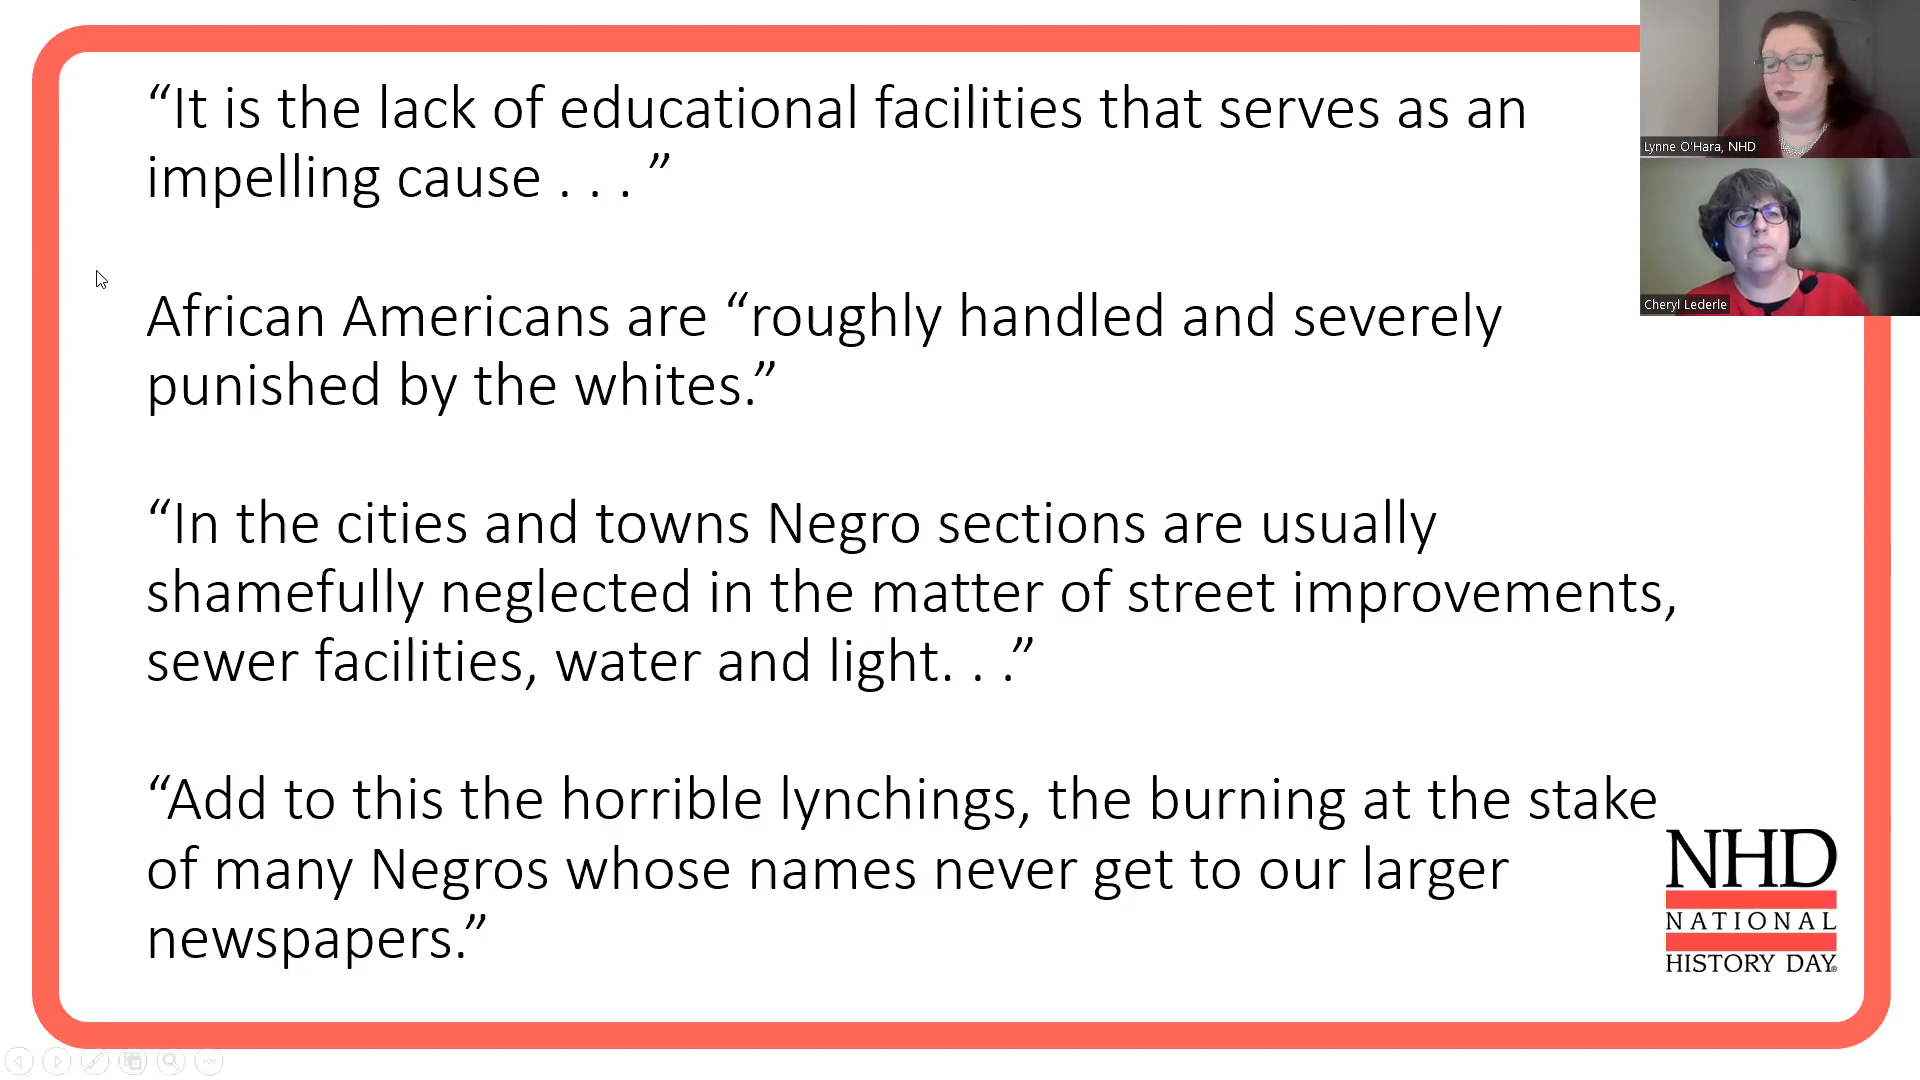 “It is the lack of educational facilities that serves as an
impelling cause . . . ”
African Americans are “roughly handled and severely
punished by the whites.”
“In the cities and towns Negro sections are usually
shamefully neglected in the matter of street improvements,
sewer facilities, water and light. . .”
“Add to this the horrible lynchings, the burning at the stake
of many Negros whose names never get to our larger
newspapers.”
Lynne O'Hara, NHD
Cheryl Lederle
NHD
NATIONAL
HISTORY DAY®